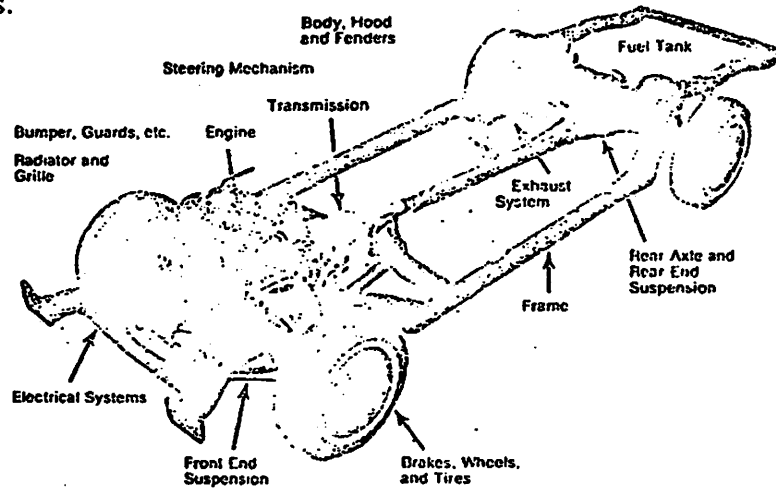 s.
Body, Hood
and Fenders
Fuel Tank
Steering Mechanism
Transmission
Bumper, Guards, etc.
Engine
Radiator and
Grille
Exhaust
System
Rear Axle and
Rear End
Suspension
Frame
Electrical Systems
Front End
Suspension
Brakes, Wheels,
and Tires